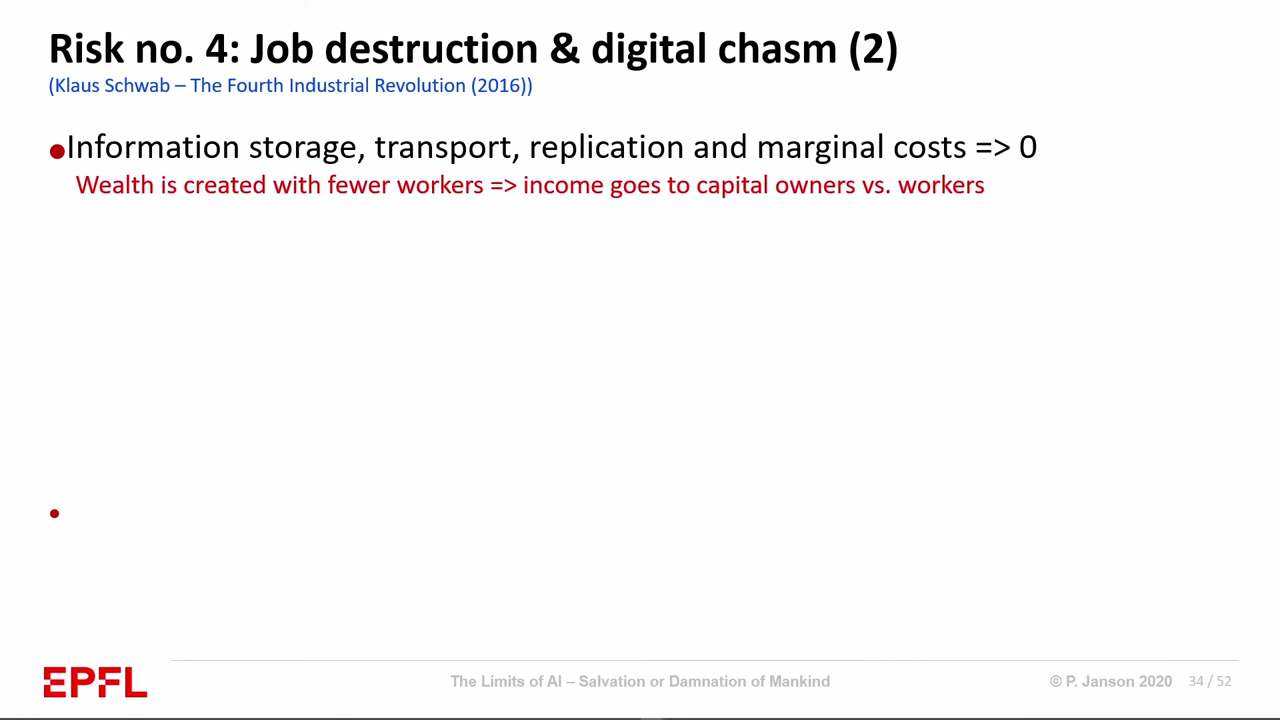 Risk no. 4: Job destruction & digital chasm (2)
(Klaus Schwab – The Fourth Industrial Revolution (2016))
•Information storage, transport, replication and marginal costs => 0
Wealth is created with fewer workers => income goes to capital owners vs. workers
•
EPFL
The Limits of AI – Salvation or Damnation of Mankind
© P. Janson 2020 34 / 52